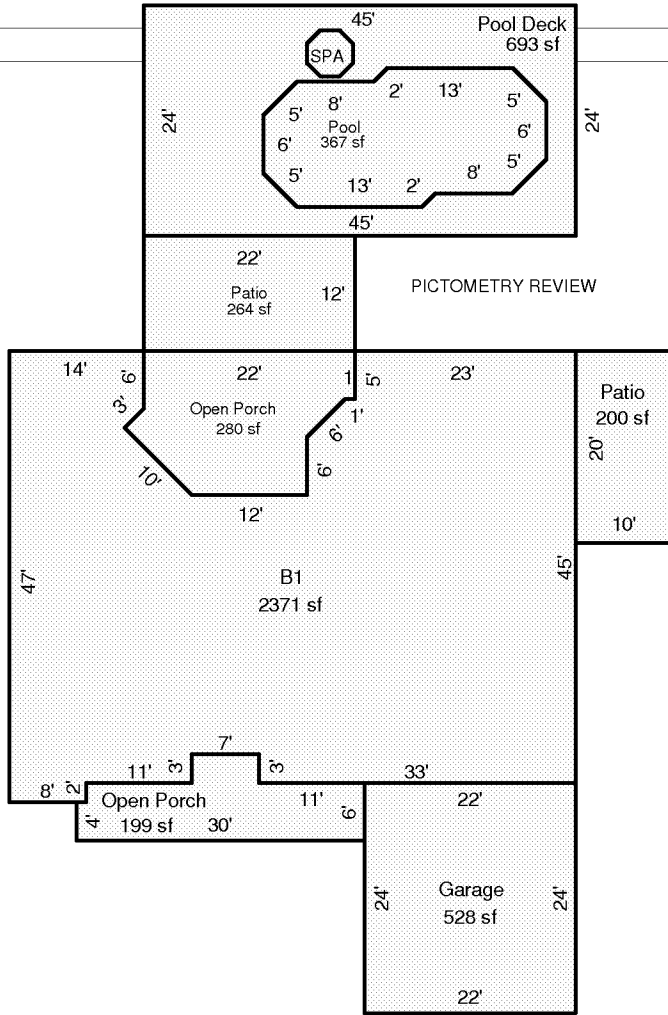 45'
Pool Deck
693 sf
SPA
24'
8'
2'
13'
5'
5'
24'
Pool
367 sf
6'
6'
5'
5'
13'
2'
8'
45'
22'
Patio
264 sf
12'
PICTOMETRY REVIEW
14'
6'
22'
1
5'
23'
3'
Open Porch
280 sf
1'
6'
Patio
200 sf
20'
10'
6'
12'
10'
47'
B1
2371 sf
45'
7'
11'
3'
3'
33'
8'
2'
Open Porch
199 sf
11'
22'
4'
30'
6'
24'
Garage
528 sf
24'
22'